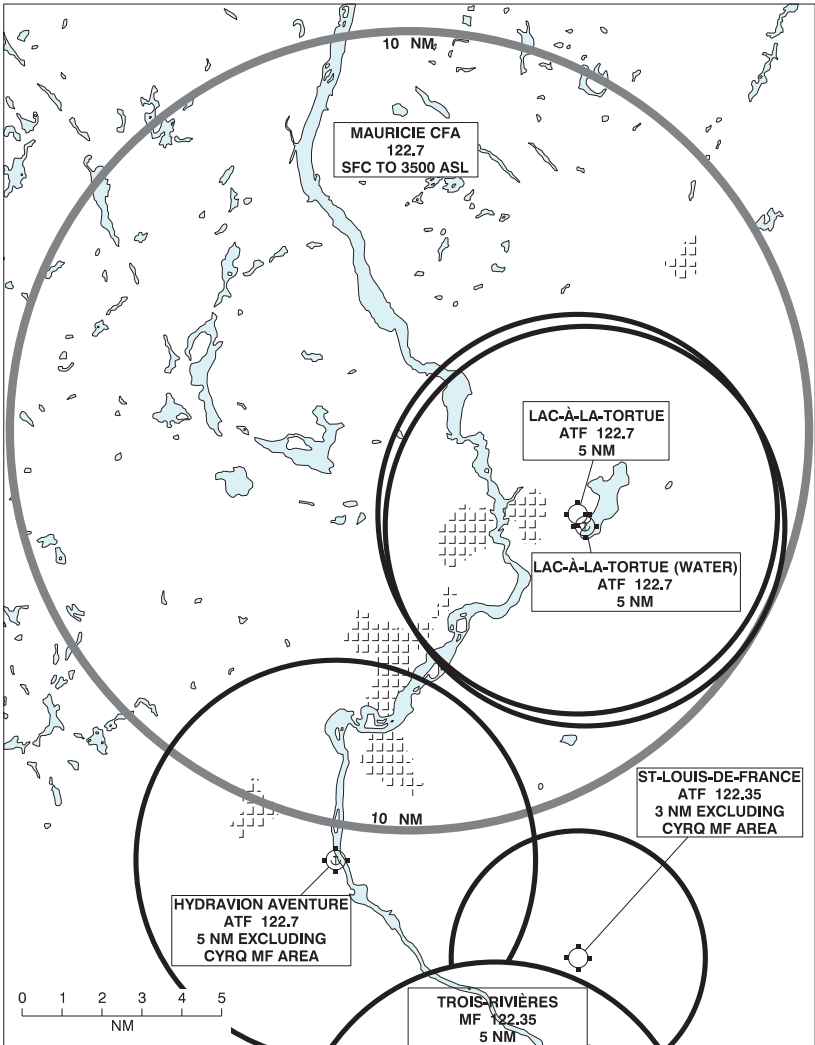 10 NM
MAURICIE CFA
122.7
SFC TO 3500 ASL
LAC-À-LA-TORTUE
ATF 122.7
5 NM
LAC-À-LA-TORTUE (WATER)
ATF 122.7
5 NM
ST-LOUIS-DE-FRANCE
ATF 122.35
3 NM EXCLUDING
CYRQ MF AREA
10 NM
HYDRAVION AVENTURE
ATF 122.7
5 NM EXCLUDING
CYRQ MF AREA
TROIS-RIVIÈRES
MF 122.35
5 NM
0 1 2 3 4 5
NM